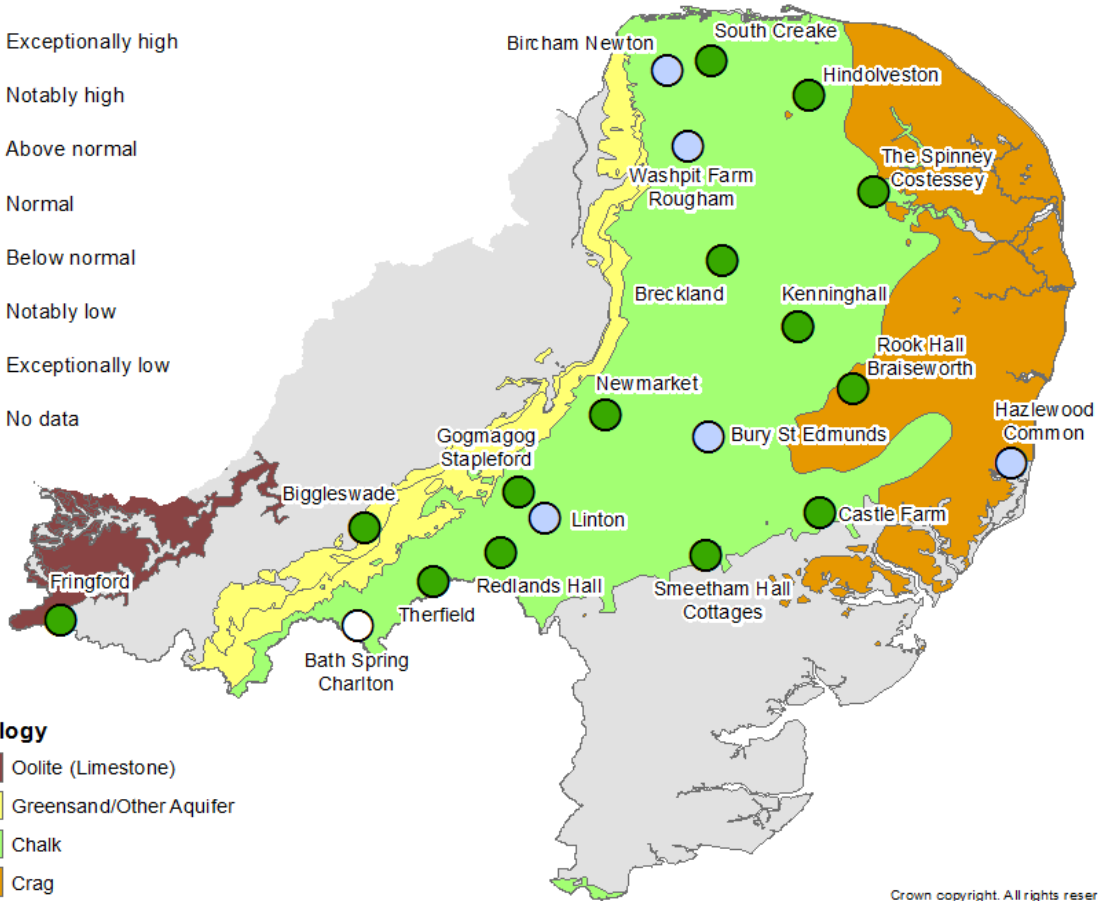 Exceptionally high
Notably high
Above normal
Normal
Below normal
Notably low
Exceptionally low
No data
Bircham Newton
South Creake
Hindolveston
The Spinney
Costessey
Washpit Farm
Rougham
Breckland
Kenninghall
Rook Hall
Braiseworth
Newmarket
Hazlewood
Common
Bury St Edmunds
Gogmagog
Stapleford
Biggleswade
Linton
Castle Farm
Fringford
Redlands Hall
Smeetham Hall
Cottages
Therfield
Bath Spring
Charlton
logy
Oolite (Limestone)
Greensand/Other Aquifer
Chalk
Crag
Crown copyright. All rights reser